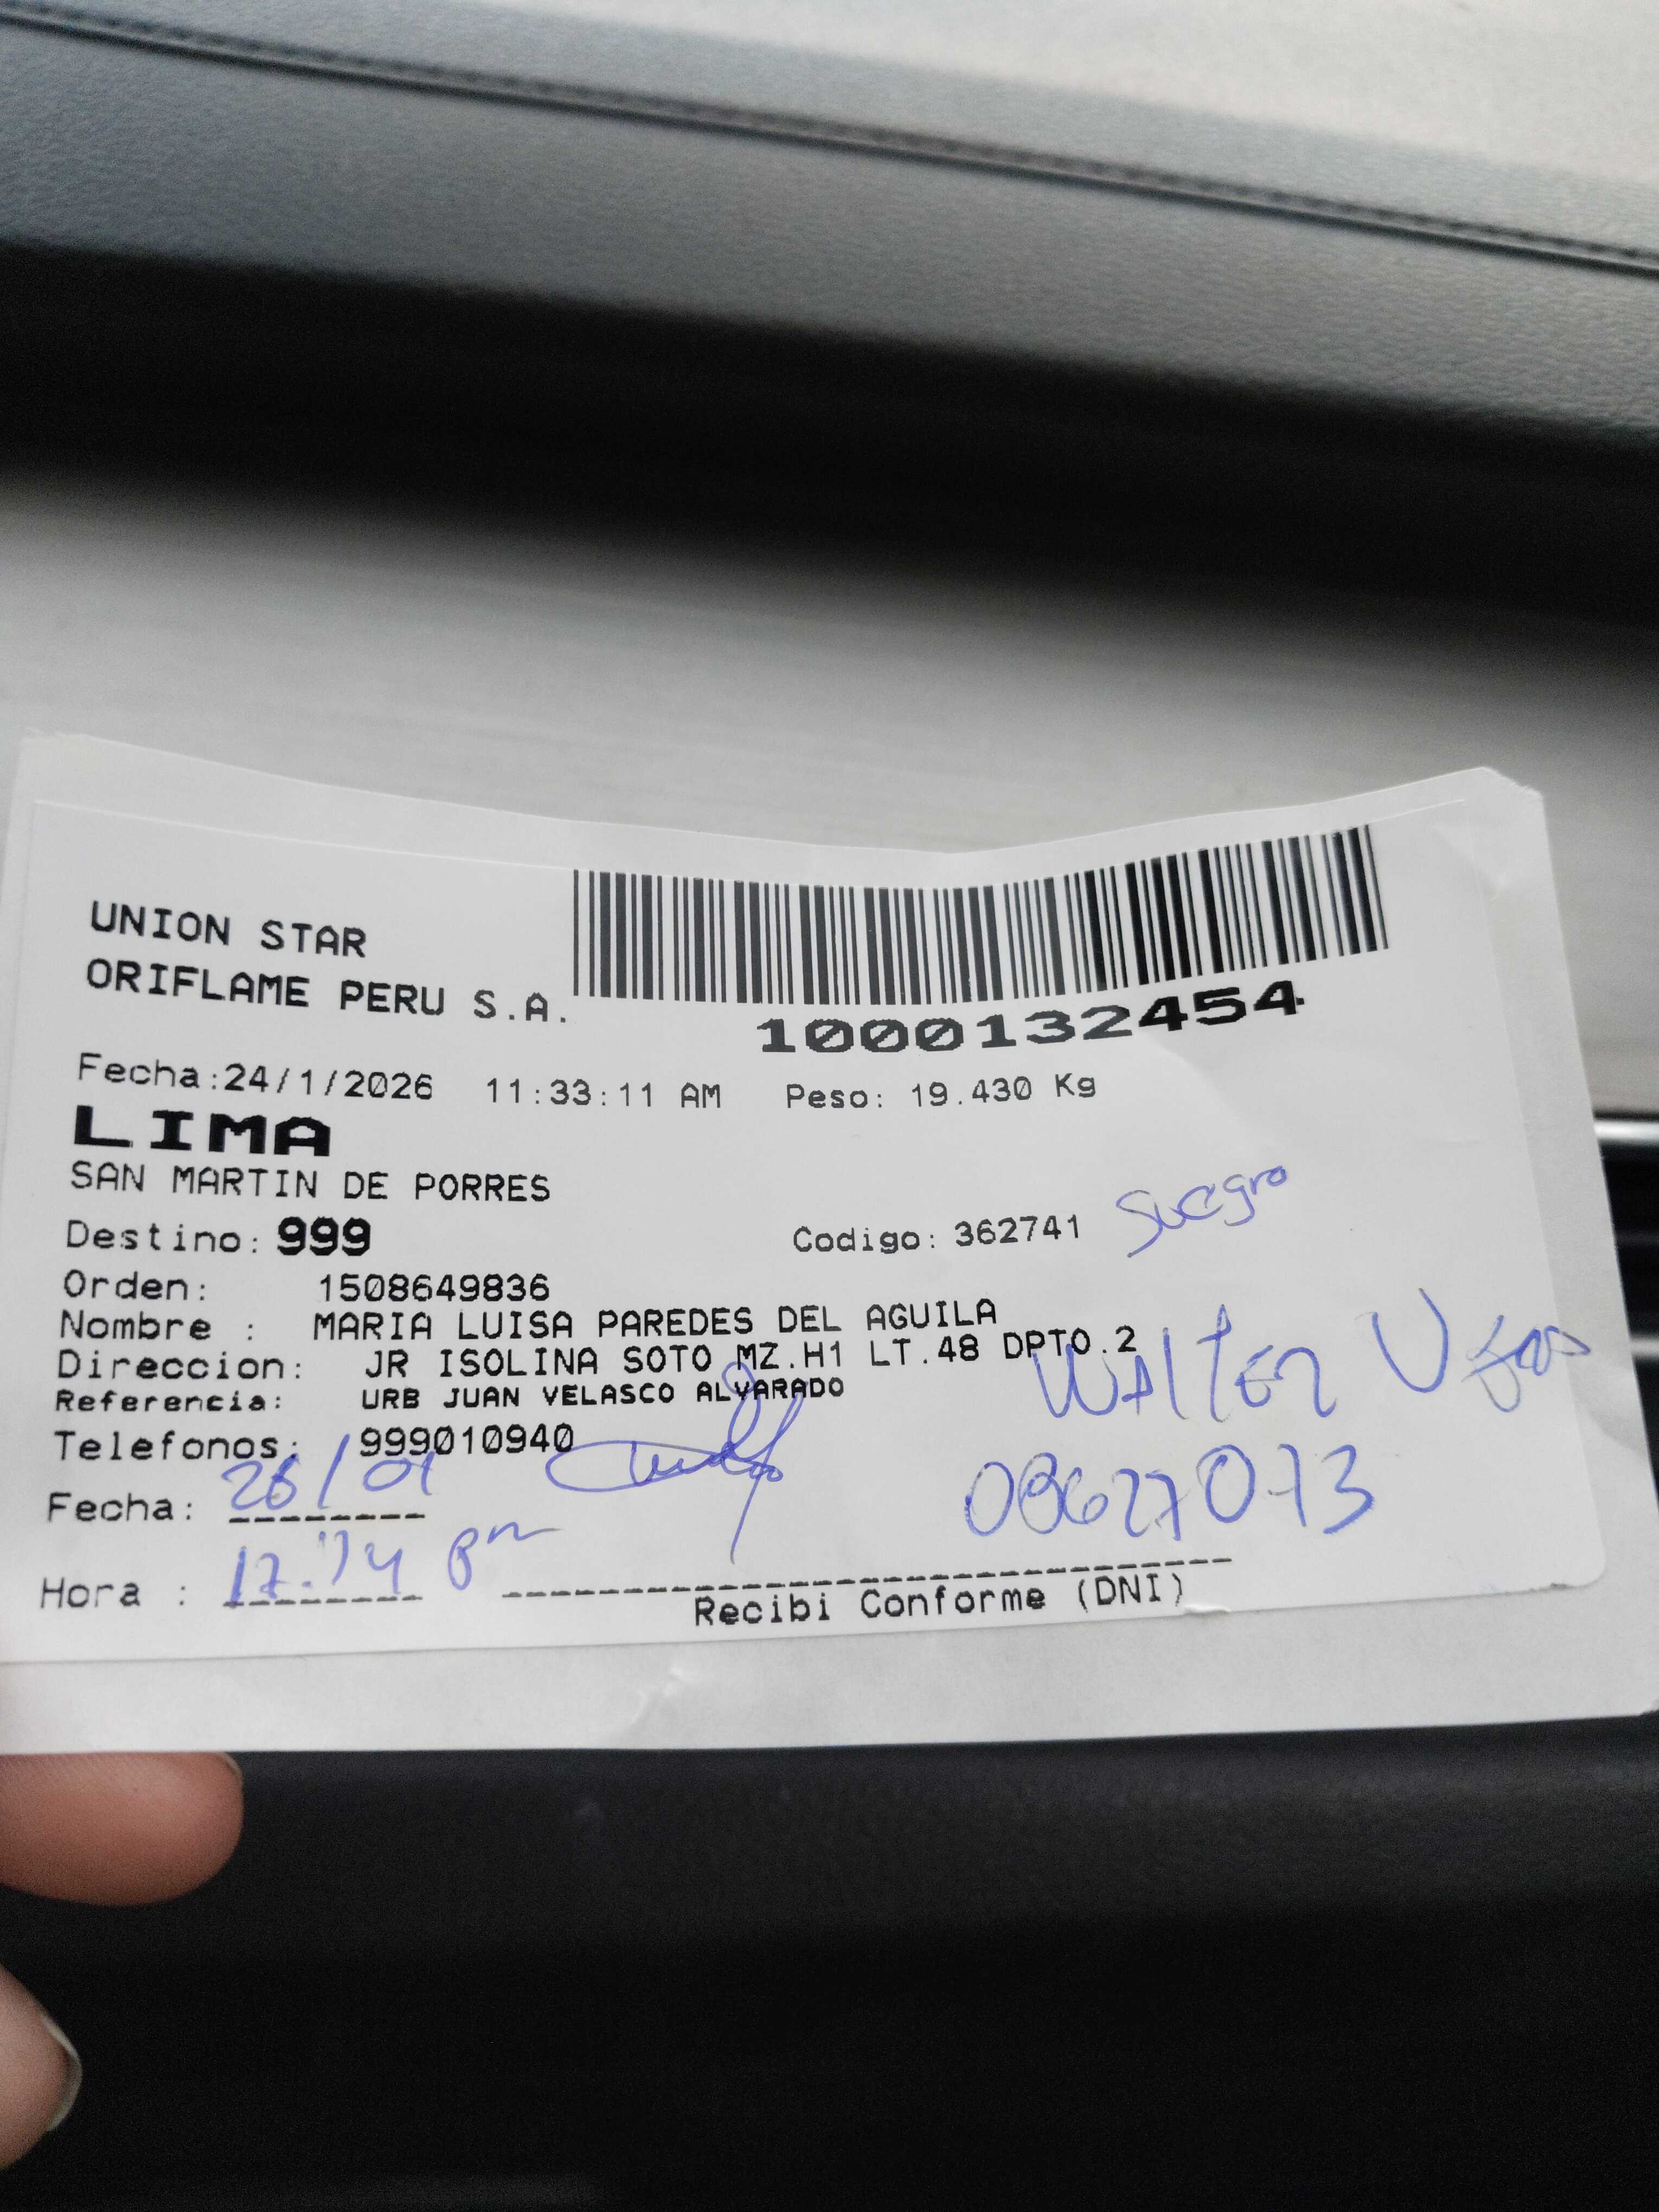 UNION STAR
ORIFLAME PERU S.A.
1000132454
Fecha:24/1/2026 11:33:11 AM Peso: 19.430 Kg
LIMA
SAN MARTIN DE PORRES
Destino: 999 Codigo: 362741 suegro
Orden: 1508649836
Nombre : MARIA LUISA PAREDES DEL AGUILA
Direccion: JR ISOLINA SOTO MZ.H1 LT.48 DPTO.2
Walter
Referencia: URB JUAN VELASCO ALVARADO
Telefonos: 999010940
Fecha: 26/01
Hora : pm
Recibi Conforme (DNI)